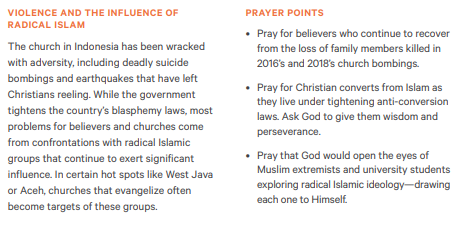 VIOLENCE AND THE INFLUENCE OF
RADICAL ISLAM
The church in Indonesia has been wracked
with adversity, including deadly suicide
bombings and earthquakes that have left
Christians reeling. While the government
tightens the country's blasphemy laws, most
problems for believers and churches come
from confrontations with radical Islamic
groups that continue to exert significant
influence. In certain hot spots like West Java
or Aceh, churches that evangelize often
become targets of these groups.
PRAYER POINTS
• Pray for believers who continue to recover
from the loss of family members killed in
2016's and 2018's church bombings.
• Pray for Christian converts from Islam as
they live under tightening anti-conversion
laws. Ask God to give them wisdom and
perseverance.
• Pray that God would open the eyes of
Muslim extremists and university students
exploring radical Islamic ideology—drawing
each one to Himself.